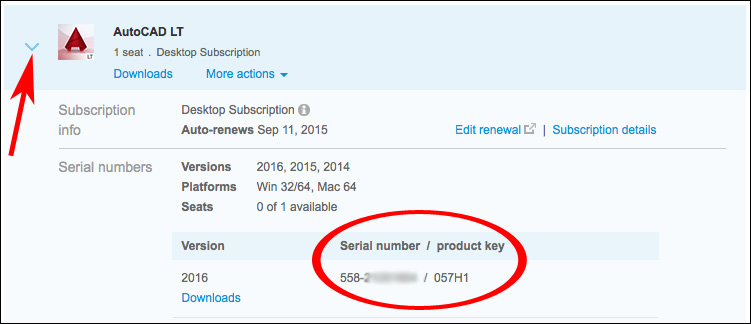 AutoCAD LT
1 seat . Desktop Subscription
Downloads More actions
LT
Subscription info Desktop Subscription
Auto-renews Sep 11, 2015 Edit renewal | Subscription details
Serial numbers Versions 2016, 2015, 2014
Platforms Win 32/64, Mac 64
Seats 0 of 1 available
Version Serial number / product key
2016 558- / 057H1
Downloads